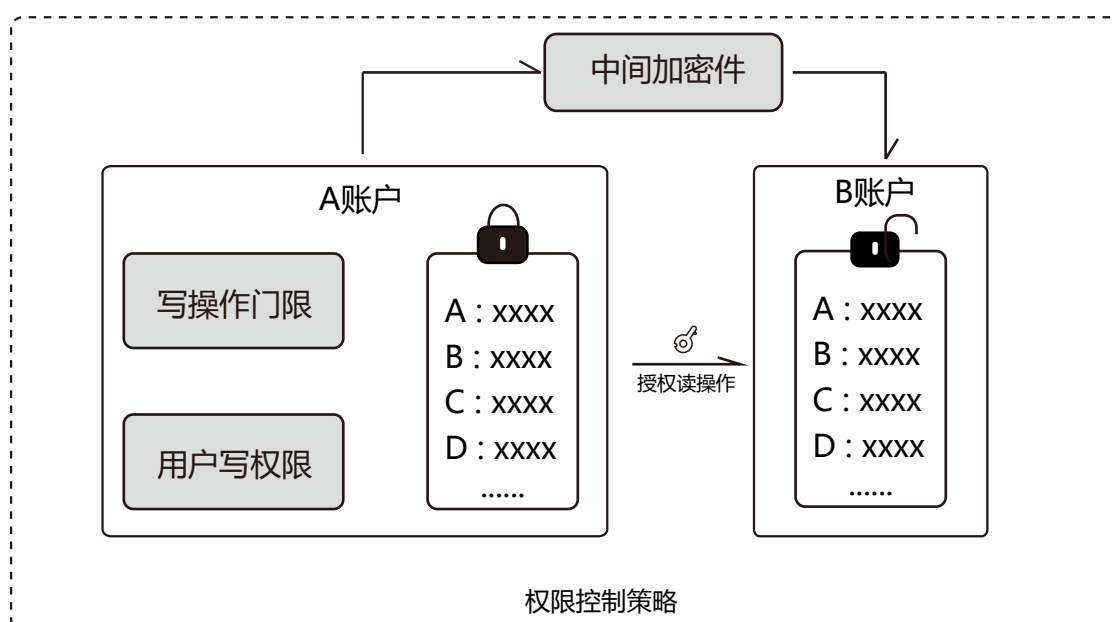 中间加密件
A账户
写操作门限
用户写权限
A : xxxx
B : xxxx
C : xxxx
D : xxxx
......
授权读操作
B账户
A : xxxx
B : xxxx
C : xxxx
D : xxxx
......
权限控制策略